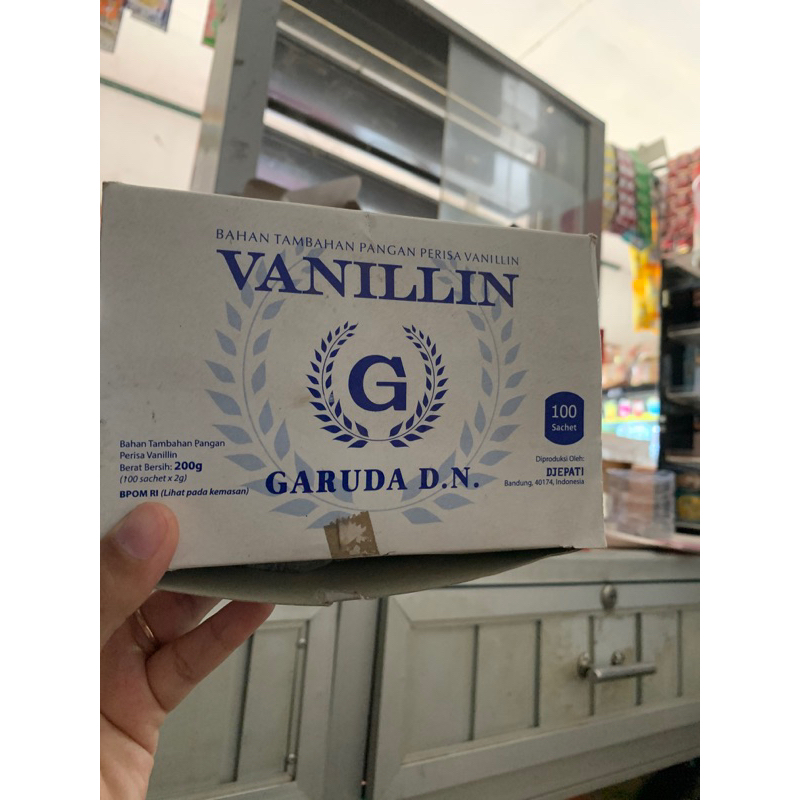 BAHAN TAMBAHAN PANGAN PERISA VANILLIN
VANILLIN
G
GARUDA D.N.
Bahan Tambahan Pangan
Perisa Vanillin
Berat Bersih: 200g
(100 sachet x 2g)
BPOM RI (Lihat pada kemasan)
100
Sachet
Diproduksi Oleh:
DJEPATI
Bandung, 40174, Indonesia